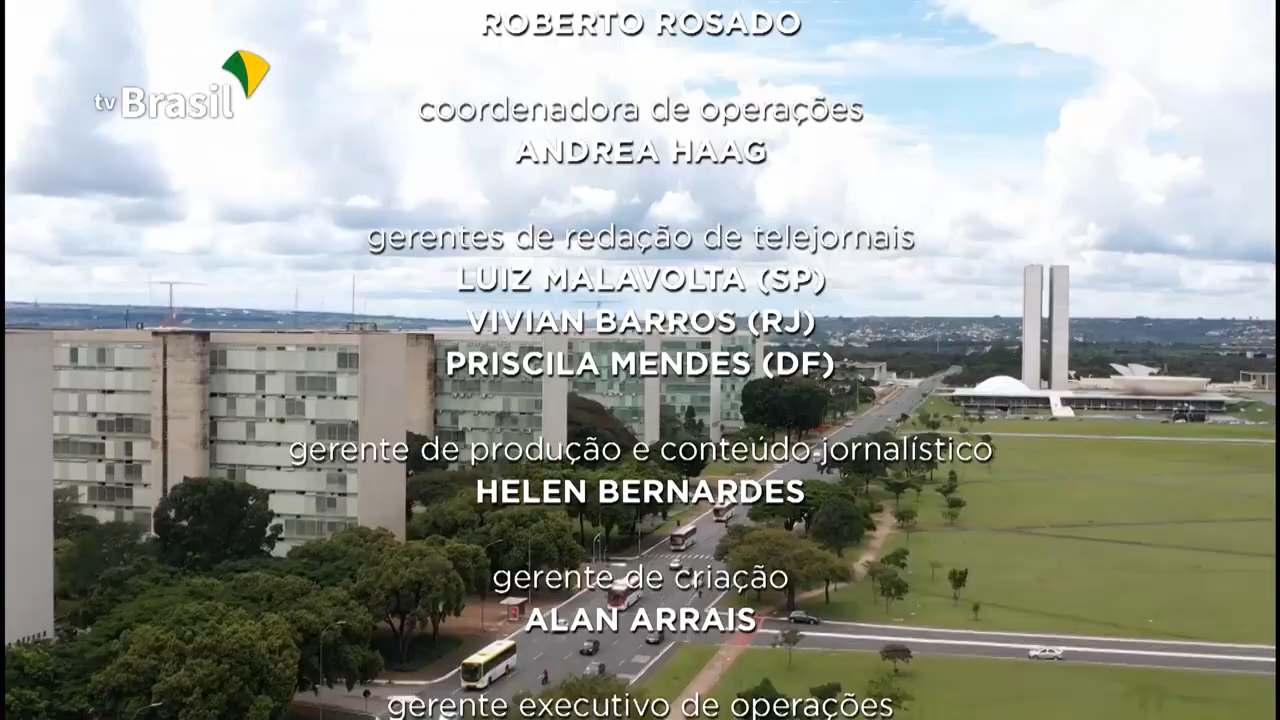 ROBERTO ROSADO
tv Brasil
coordenadora de operações
ANDREA HAAG
gerentes de redação de telejornais
LUIZ MALAVOLTA (SP)
VIVIAN BARROS (RJ)
PRISCILA MENDES (DF)
gerente de produção e conteúdo jornalístico
HELEN BERNARDES
gerente de criação
ALAN ARRAIS
gerente executivo de operações